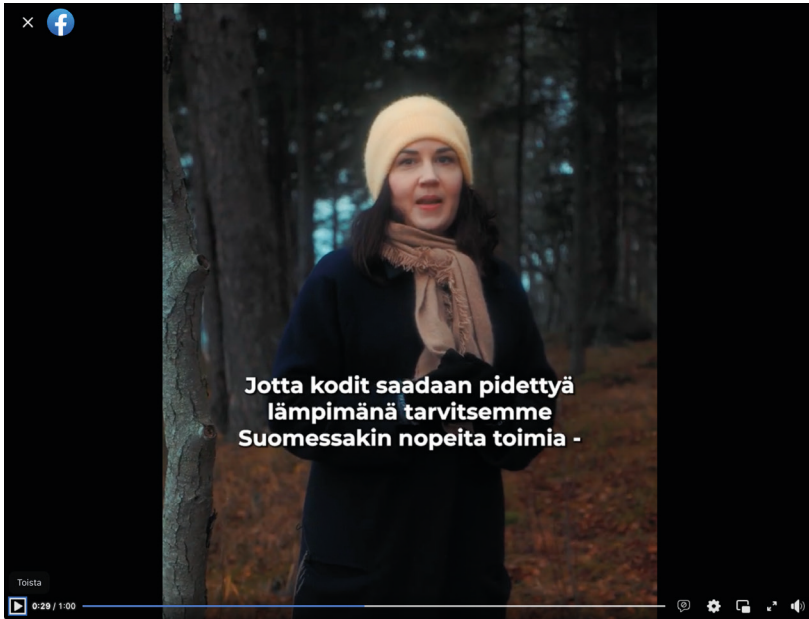 Jotta kodit saadaan pidettyä
lämpimänä tarvitsemme
Suomessakin nopeita toimia -
Toista
0:29 / 1:00